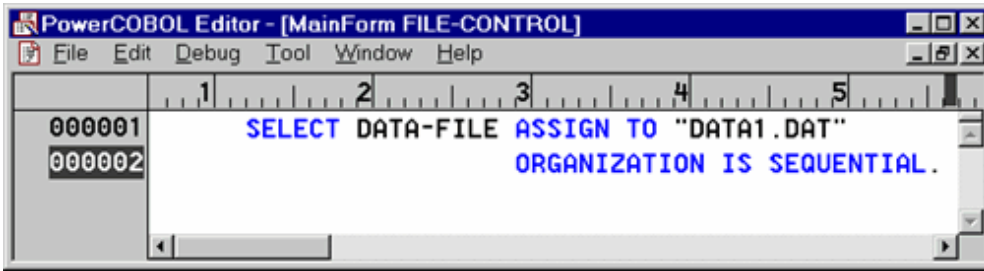 PowerCOBOL Editor - [MainForm FILE-CONTROL]
File Edit Debug Tool Window Help
1 2 3 4 5
000001 SELECT DATA-FILE ASSIGN TO "DATA1.DAT"
000002 ORGANIZATION IS SEQUENTIAL.